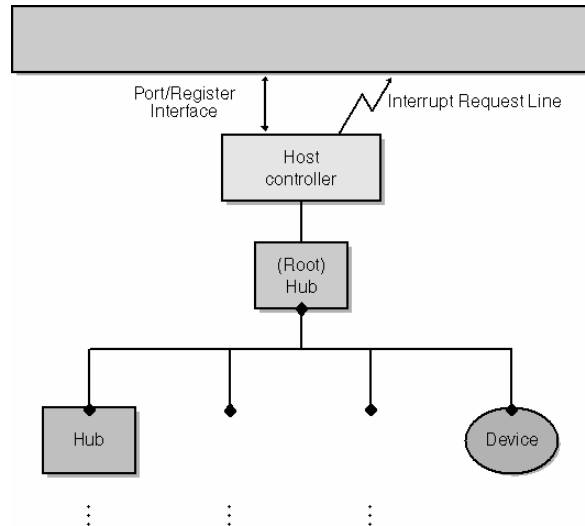 Port/Register
Interface
Interrupt Request Line
Host
controller
(Root)
Hub
Hub
Device